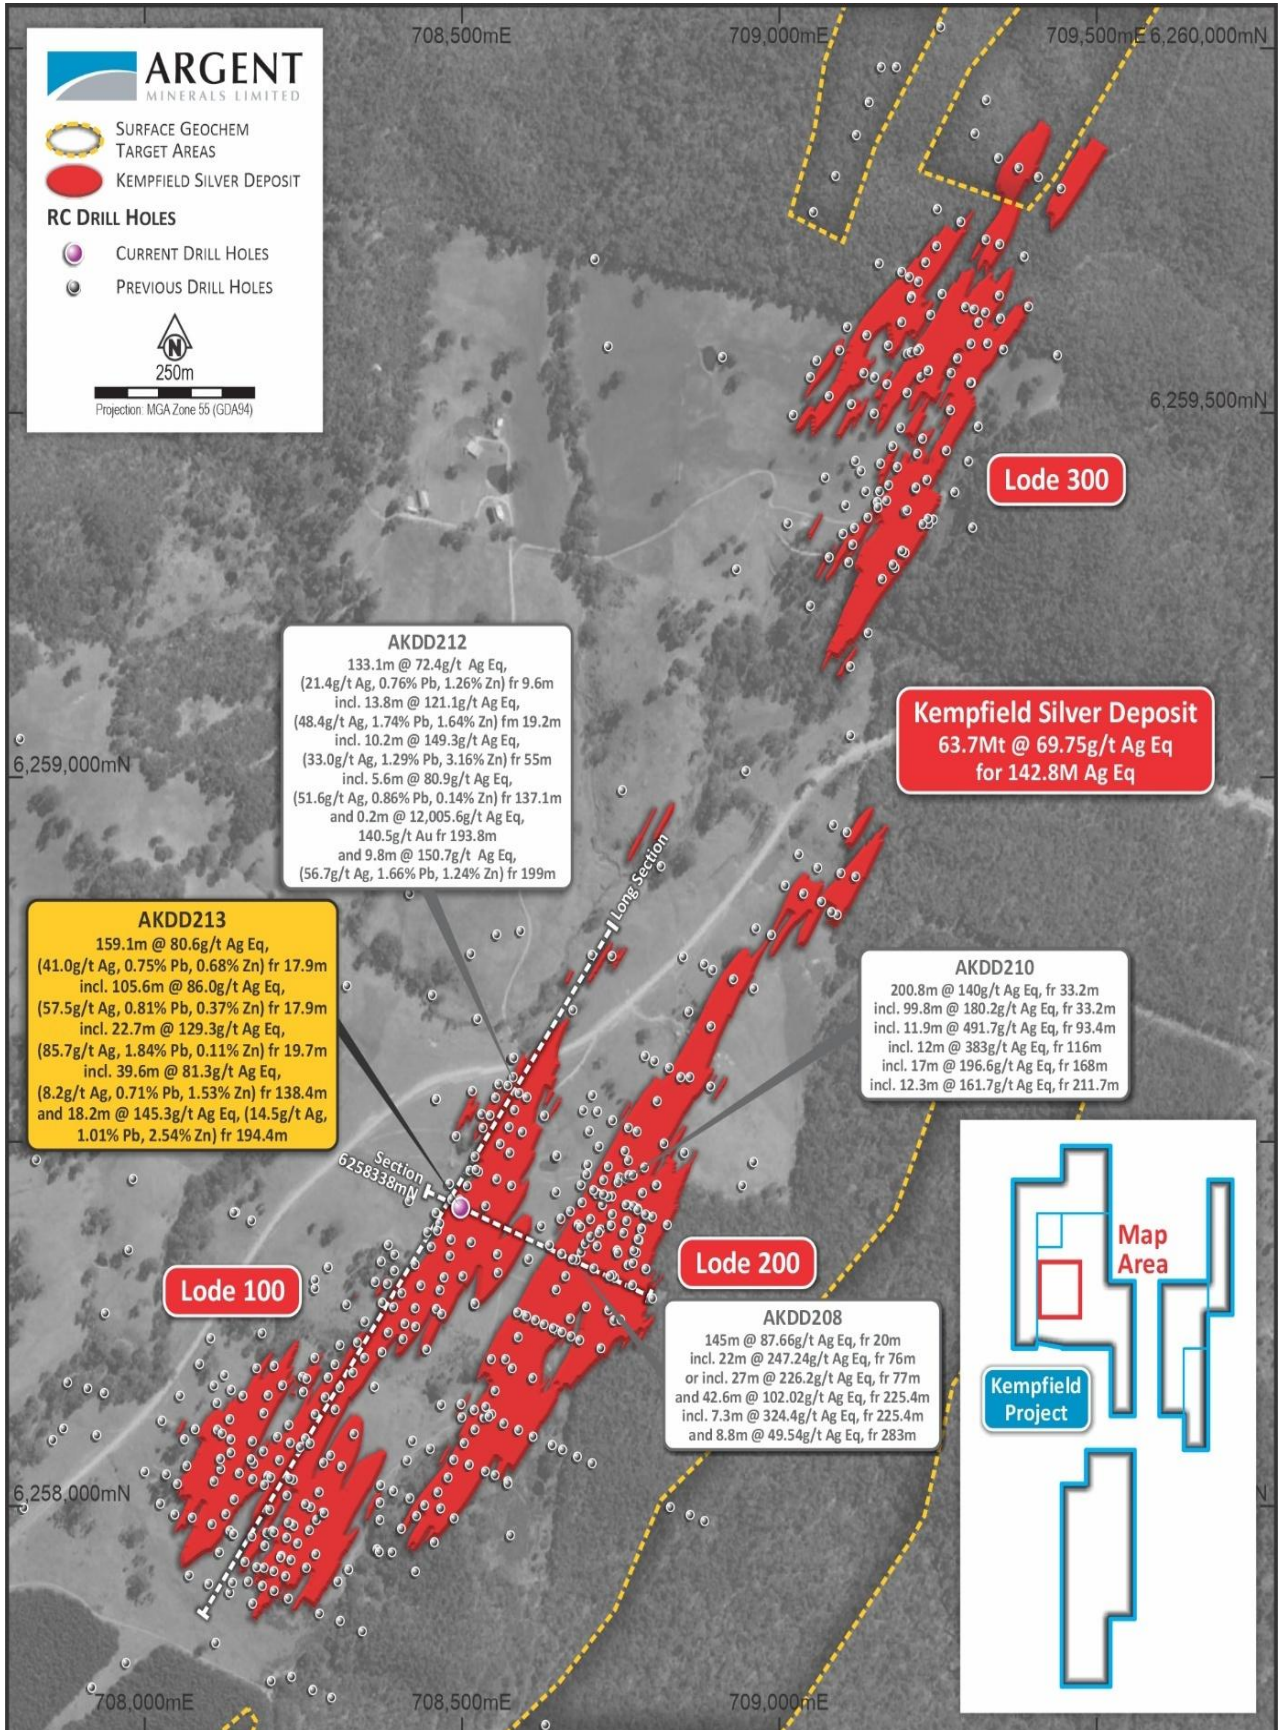 708,500mE
709,000mE
709,500mE
6,260,000mN
ARGENT
MINERALS LIMITED
SURFACE GEOCHEM
TARGET AREAS
KEMPFIELD SILVER DEPOSIT
RC DRILL HOLES
CURRENT DRILL HOLES
PREVIOUS DRILL HOLES
N
250m
Projection: MGA Zone 55 (GDA94)
6,259,500mN
Lode 300
AKDD212
133.1m @ 72.4g/t Ag Eq,
(21.4g/t Ag, 0.76% Pb, 1.26% Zn) fr 9.6m
incl. 13.8m @ 121.1g/t Ag Eq,
(48.4g/t Ag, 1.74% Pb, 1.64% Zn) fm 19.2m
incl. 10.2m @ 149.3g/t Ag Eq,
(33.0g/t Ag, 1.29% Pb, 3.16% Zn) fr 55m
incl. 5.6m @ 80.9g/t Ag Eq,
(51.6g/t Ag, 0.86% Pb, 0.14% Zn) fr 137.1m
and 0.2m @ 12,005.6g/t Ag Eq,
140.5g/t Au fr 193.8m
and 9.8m @ 150.7g/t Ag Eq,
(56.7g/t Ag, 1.66% Pb, 1.24% Zn) fr 199m
Kempfield Silver Deposit
63.7Mt @ 69.75g/t Ag Eq
for 142.8M Ag Eq
6,259,000mN
Long Section
AKDD213
159.1m @ 80.6g/t Ag Eq,
(41.0g/t Ag, 0.75% Pb, 0.68% Zn) fr 17.9m
incl. 105.6m @ 86.0g/t Ag Eq,
(57.5g/t Ag, 0.81% Pb, 0.37% Zn) fr 17.9m
incl. 22.7m @ 129.3g/t Ag Eq,
(85.7g/t Ag, 1.84% Pb, 0.11% Zn) fr 19.7m
incl. 39.6m @ 81.3g/t Ag Eq,
(8.2g/t Ag, 0.71% Pb, 1.53% Zn) fr 138.4m
and 18.2m @ 145.3g/t Ag Eq, (14.5g/t Ag,
1.01% Pb, 2.54% Zn) fr 194.4m
AKDD210
200.8m @ 140g/t Ag Eq, fr 33.2m
incl. 99.8m @ 180.2g/t Ag Eq, fr 33.2m
incl. 11.9m @ 491.7g/t Ag Eq, fr 93.4m
incl. 12m @ 383g/t Ag Eq, fr 116m
incl. 17m @ 196.6g/t Ag Eq, fr 168m
incl. 12.3m @ 161.7g/t Ag Eq, fr 211.7m
Section
6258338mN
Lode 100
Lode 200
AKDD208
145m @ 87.66g/t Ag Eq, fr 20m
incl. 22m @ 247.24g/t Ag Eq, fr 76m
or incl. 27m @ 226.2g/t Ag Eq, fr 77m
and 42.6m @ 102.02g/t Ag Eq, fr 225.4m
incl. 7.3m @ 324.4g/t Ag Eq, fr 225.4m
and 8.8m @ 49.54g/t Ag Eq, fr 283m
Map
Area
Kempfield
Project
6,258,000mN
N
708,000mE
708,500mE
709,000mE